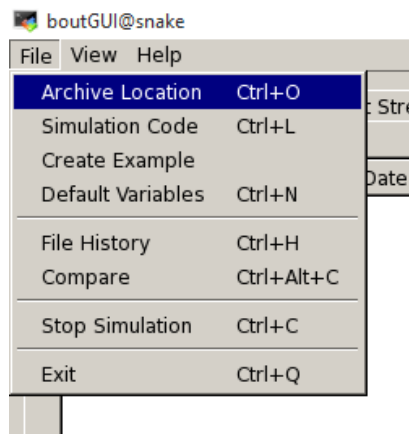 boutGUI@snake
File View Help
Archive Location Ctrl+O
Simulation Code Ctrl+L
Create Example
Default Variables Ctrl+N
File History Ctrl+H
Compare Ctrl+Alt+C
Stop Simulation Ctrl+C
Exit Ctrl+Q
Date